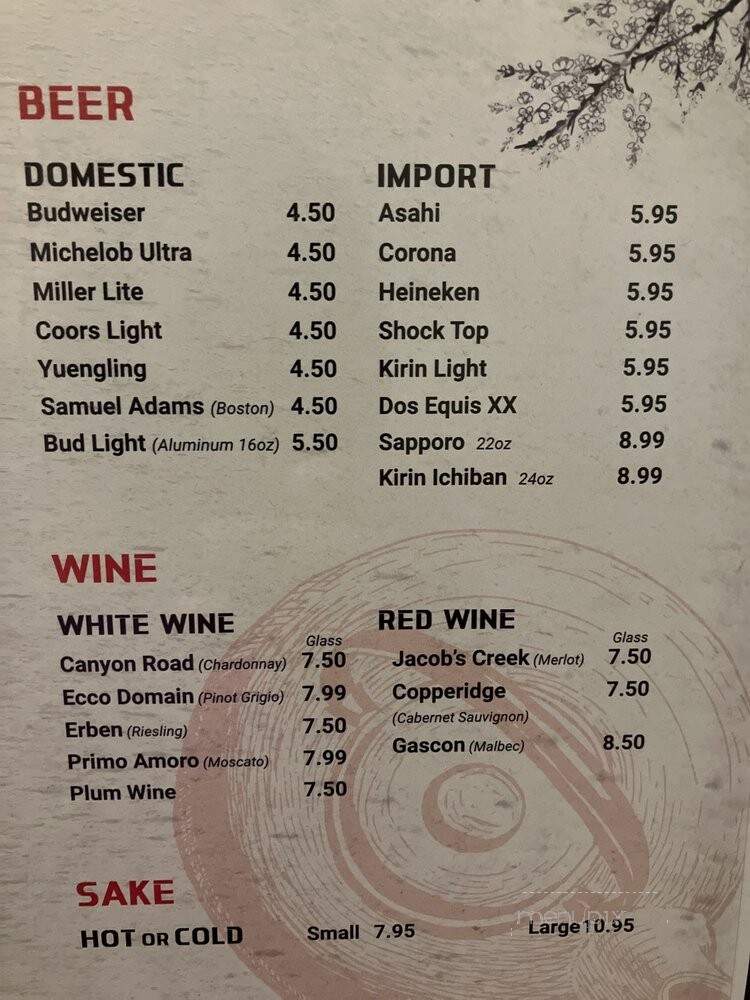 BEER
DOMESTIC
Budweiser 4.50
Michelob Ultra 4.50
Miller Lite 4.50
Coors Light 4.50
Yuengling 4.50
Samuel Adams (Boston) 4.50
Bud Light (Aluminum 16oz) 5.50
IMPORT
Asahi 5.95
Corona 5.95
Heineken 5.95
Shock Top 5.95
Kirin Light 5.95
Dos Equis XX 5.95
Sapporo 22oz 8.99
Kirin Ichiban 24oz 8.99
WINE
WHITE WINE
Glass
Canyon Road (Chardonnay) 7.50
Ecco Domain (Pinot Grigio) 7.99
Erben (Riesling) 7.50
Primo Amoro (Moscato) 7.99
Plum Wine 7.50
RED WINE
Glass
Jacob's Creek (Merlot) 7.50
Copperidge 7.50
(Cabernet Sauvignon)
Gascon (Malbec) 8.50
SAKE
HOT OR COLD Small 7.95 Large 10.95
menupix